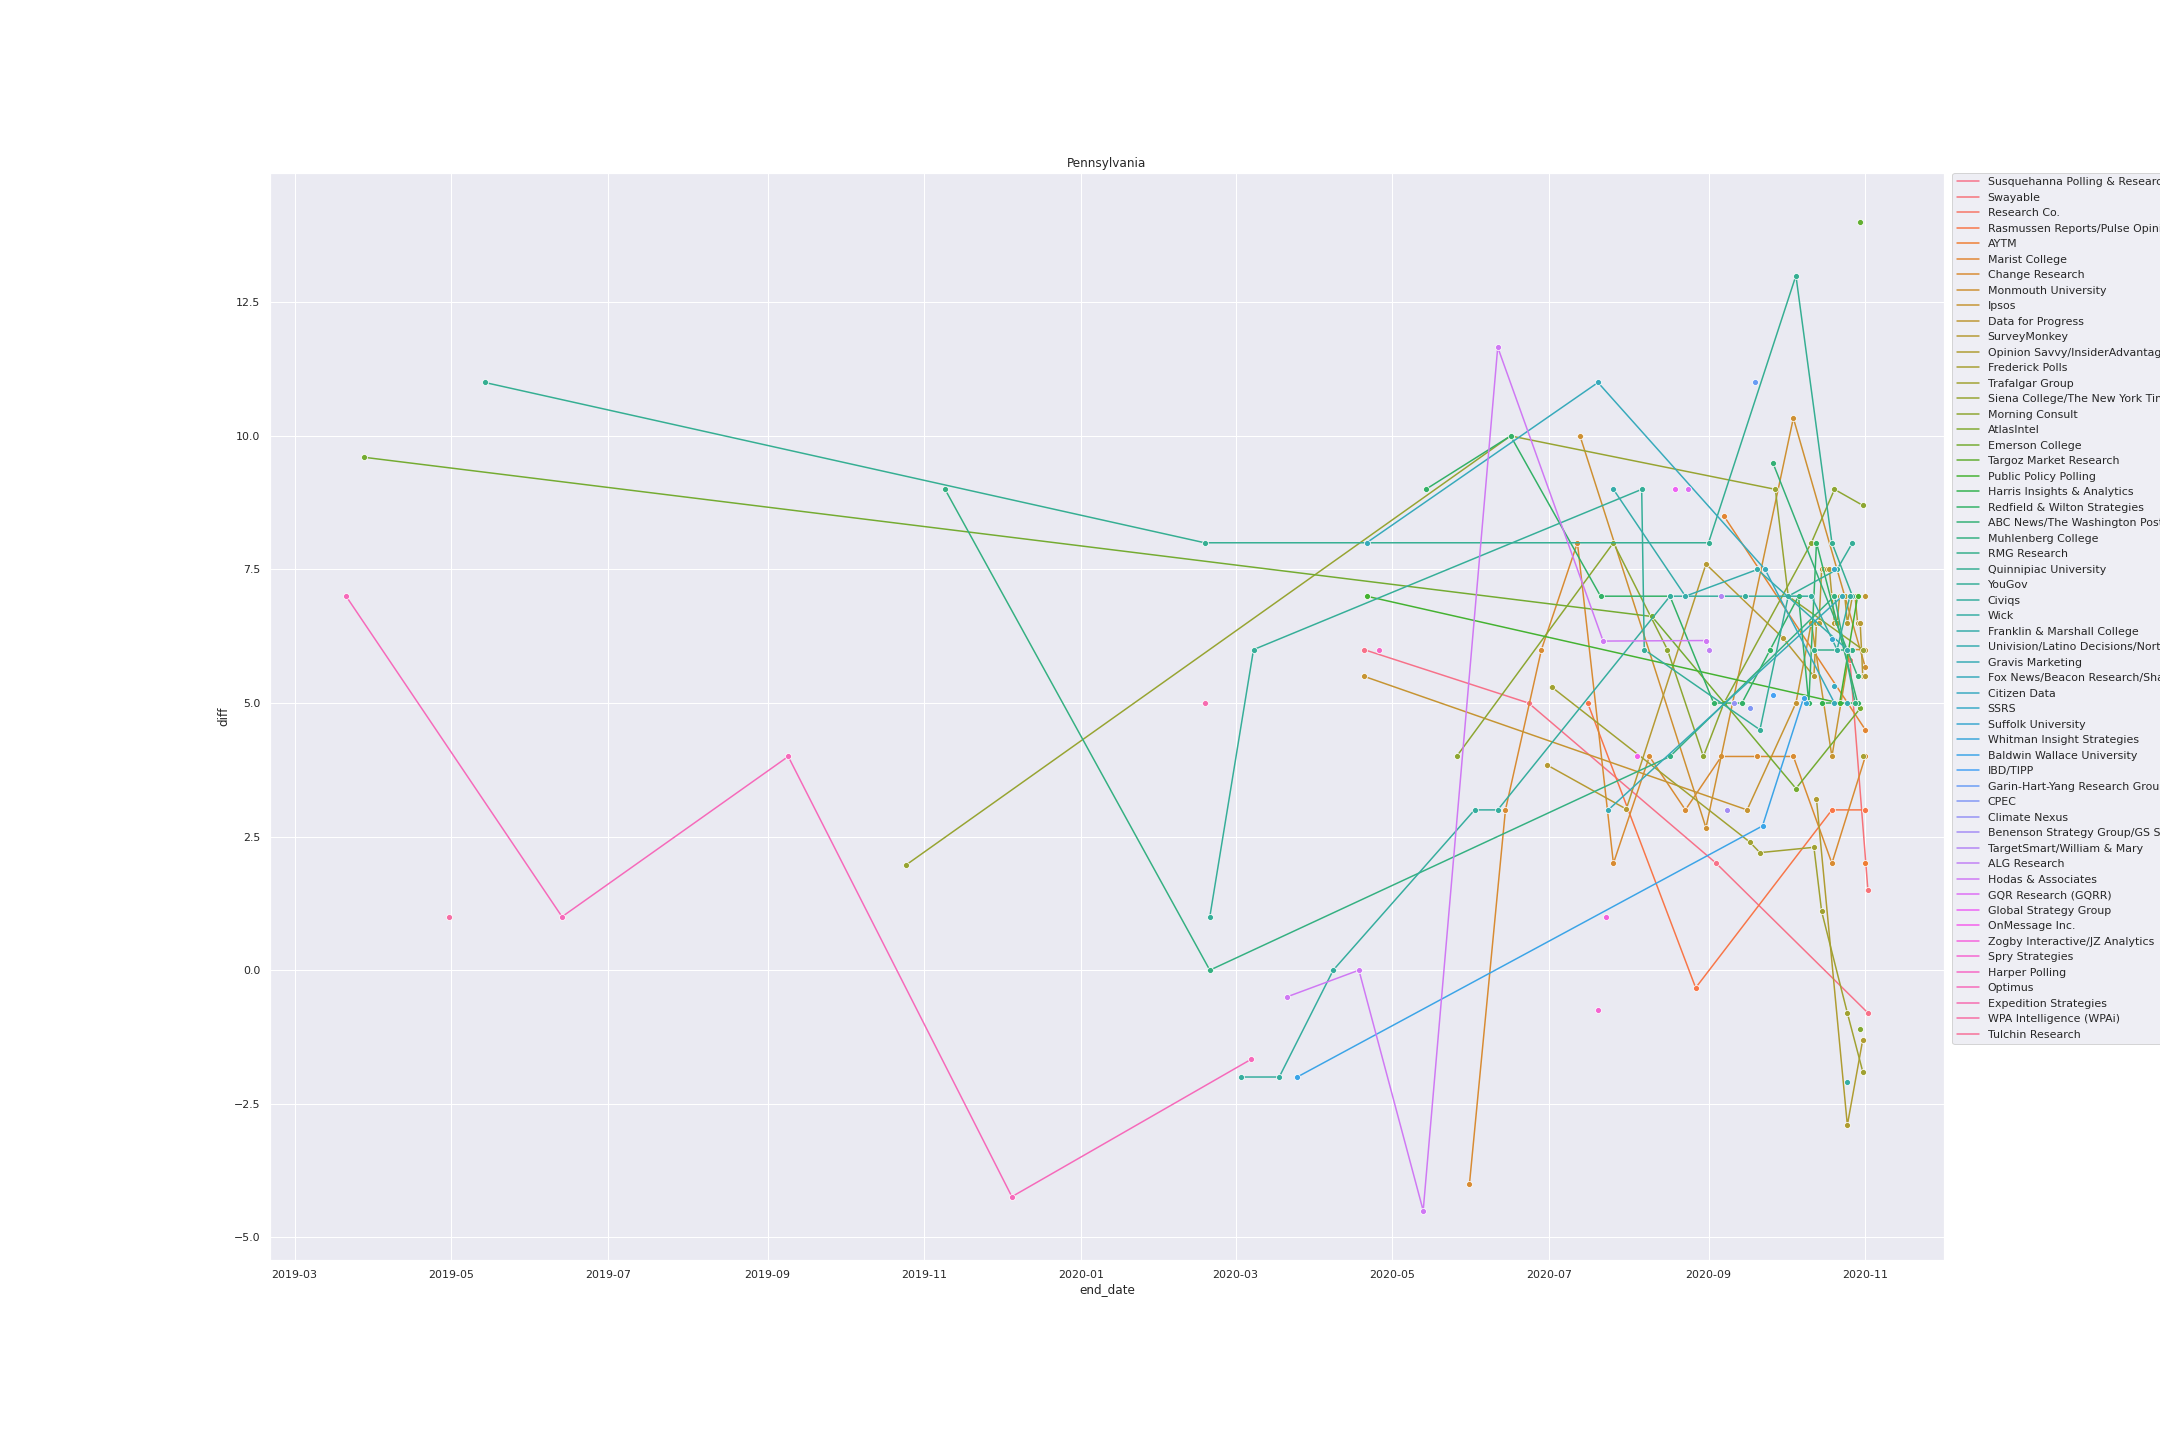 Pennsylvania
12.5
10.0
7.5
5.0
2.5
0.0
−2.5
−5.0
diff
2019-03 2019-05 2019-07 2019-09 2019-11 2020-01 2020-03 2020-05 2020-07 2020-09 2020-11
end_date
Susquehanna Polling & Researc
Swayable
Research Co.
Rasmussen Reports/Pulse Opin
AYTM
Marist College
Change Research
Monmouth University
Ipsos
Data for Progress
SurveyMonkey
Opinion Savvy/InsiderAdvantag
Frederick Polls
Trafalgar Group
Siena College/The New York Tin
Morning Consult
AtlasIntel
Emerson College
Targoz Market Research
Public Policy Polling
Harris Insights & Analytics
Redfield & Wilton Strategies
ABC News/The Washington Post
Muhlenberg College
RMG Research
Quinnipiac University
YouGov
Civiqs
Wick
Franklin & Marshall College
Univision/Latino Decisions/Nort
Gravis Marketing
Fox News/Beacon Research/Sha
Citizen Data
SSRS
Suffolk University
Whitman Insight Strategies
Baldwin Wallace University
IBD/TIPP
Garin-Hart-Yang Research Grou
CPEC
Climate Nexus
Benenson Strategy Group/GS S
TargetSmart/William & Mary
ALG Research
Hodas & Associates
GQR Research (GQRR)
Global Strategy Group
OnMessage Inc.
Zogby Interactive/JZ Analytics
Spry Strategies
Harper Polling
Optimus
Expedition Strategies
WPA Intelligence (WPAi)
Tulchin Research